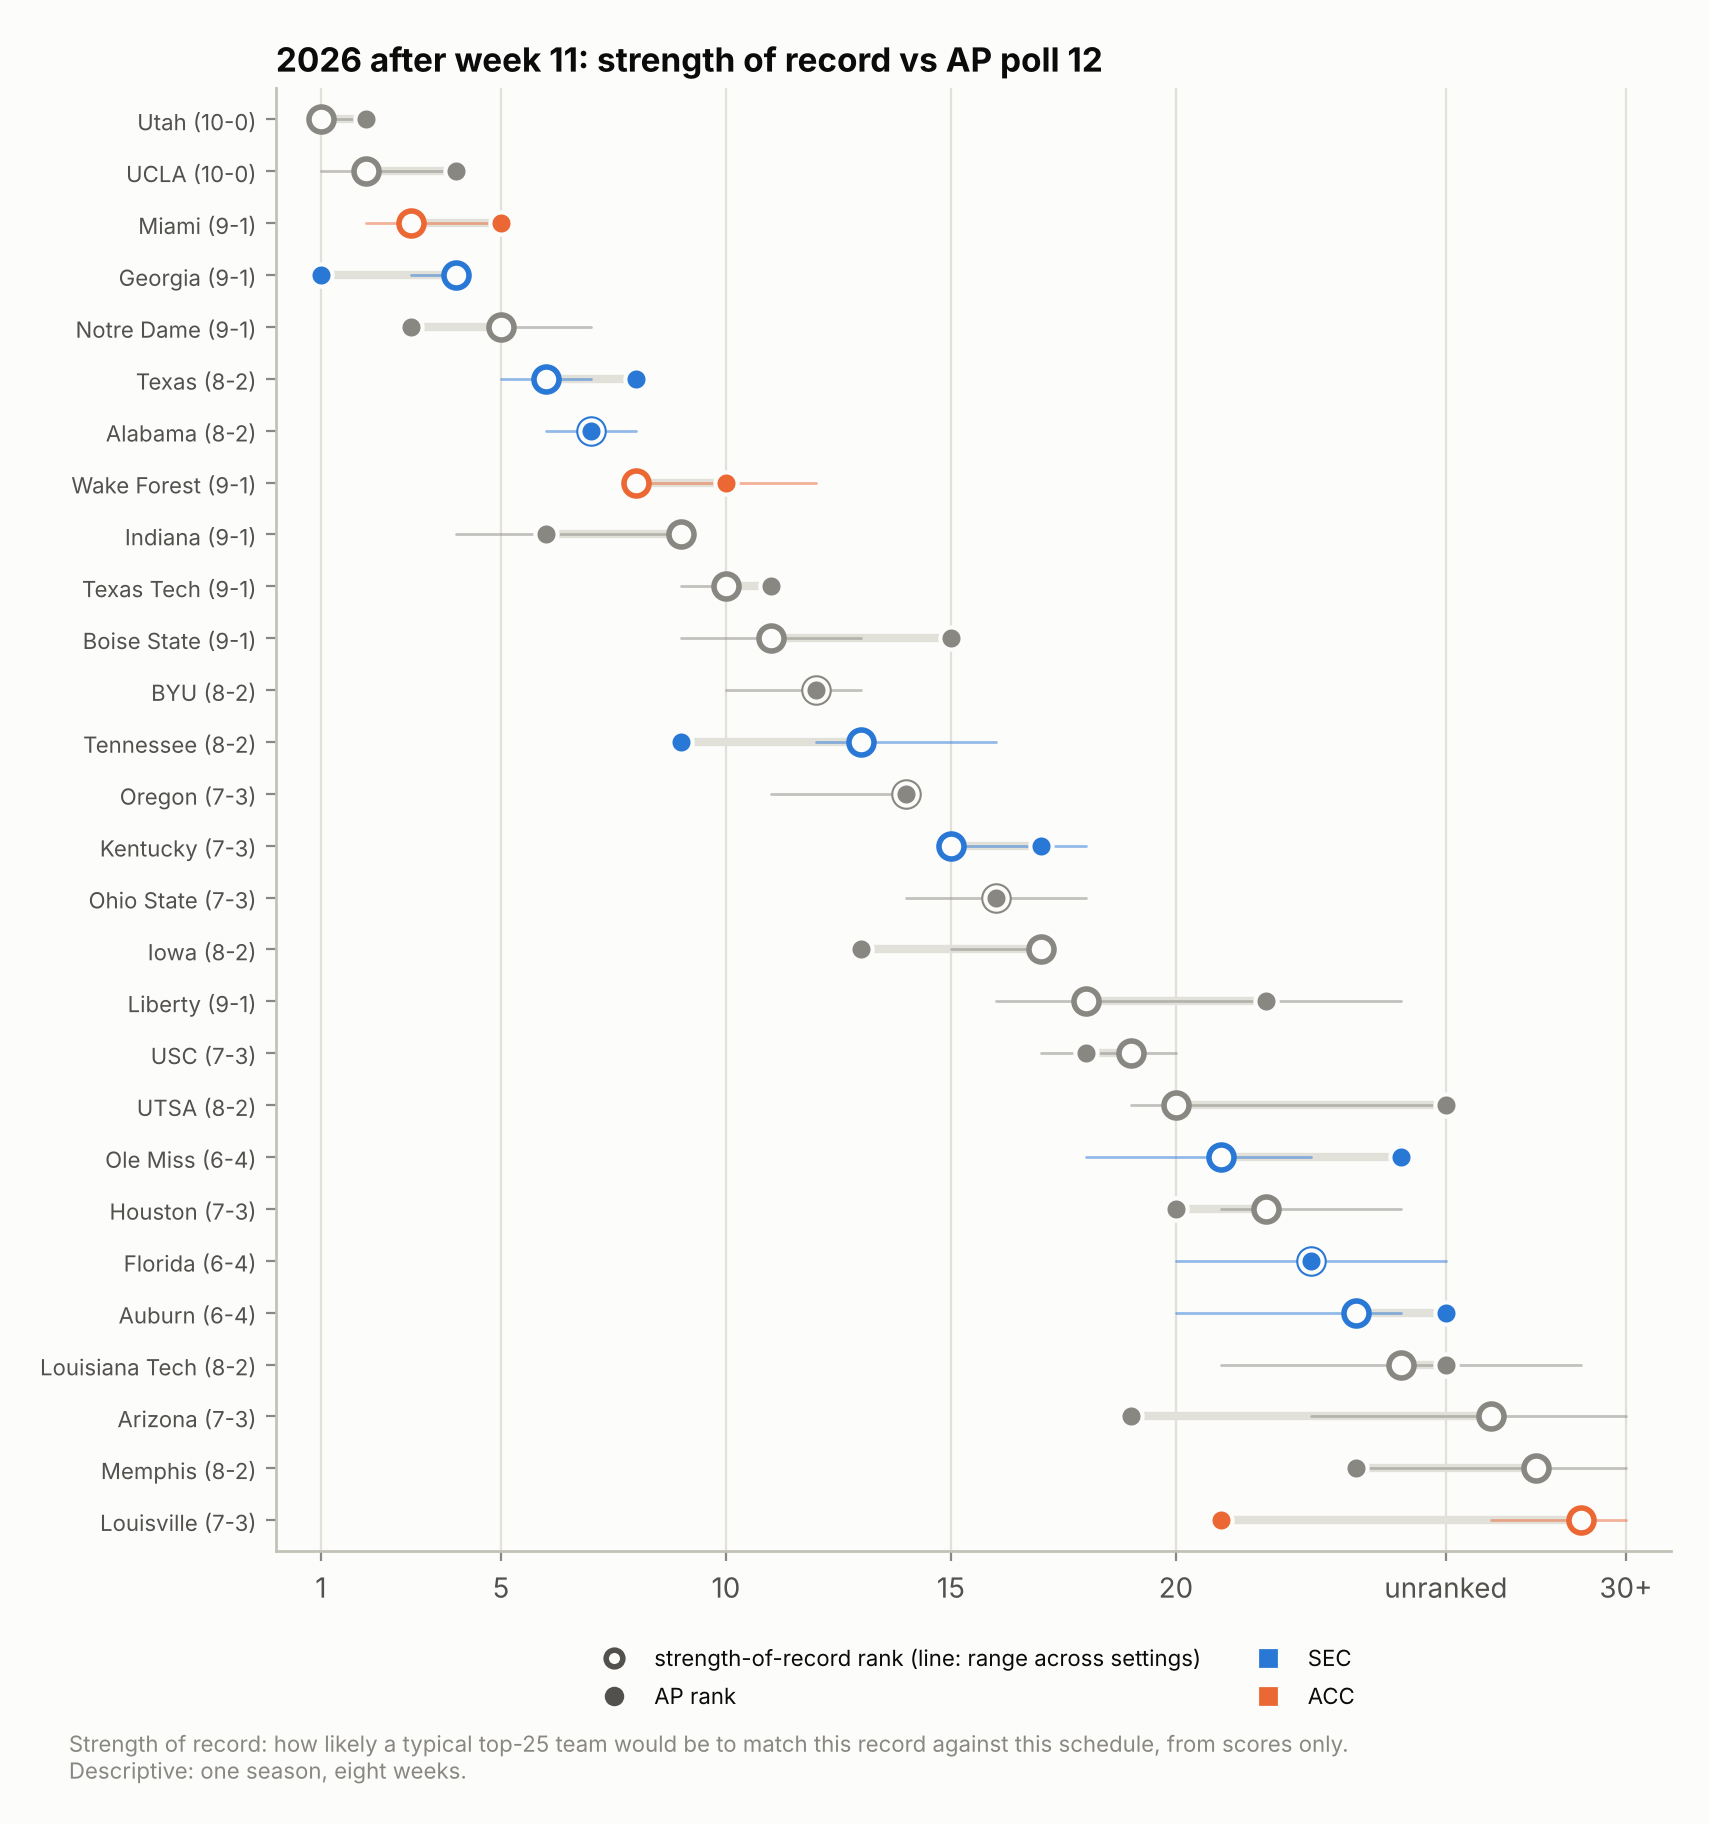 2026 after week 11: strength of record vs AP poll 12
Utah (10-0)
UCLA (10-0)
Miami (9-1)
Georgia (9-1)
Notre Dame (9-1)
Texas (8-2)
Alabama (8-2)
Wake Forest (9-1)
Indiana (9-1)
Texas Tech (9-1)
Boise State (9-1)
BYU (8-2)
Tennessee (8-2)
Oregon (7-3)
Kentucky (7-3)
Ohio State (7-3)
Iowa (8-2)
Liberty (9-1)
USC (7-3)
UTSA (8-2)
Ole Miss (6-4)
Houston (7-3)
Florida (6-4)
Auburn (6-4)
Louisiana Tech (8-2)
Arizona (7-3)
Memphis (8-2)
Louisville (7-3)
1 5 10 15 20 unranked 30+
strength-of-record rank (line: range across settings) SEC
AP rank ACC
Strength of record: how likely a typical top-25 team would be to match this record against this schedule, from scores only.
Descriptive: one season, eight weeks.